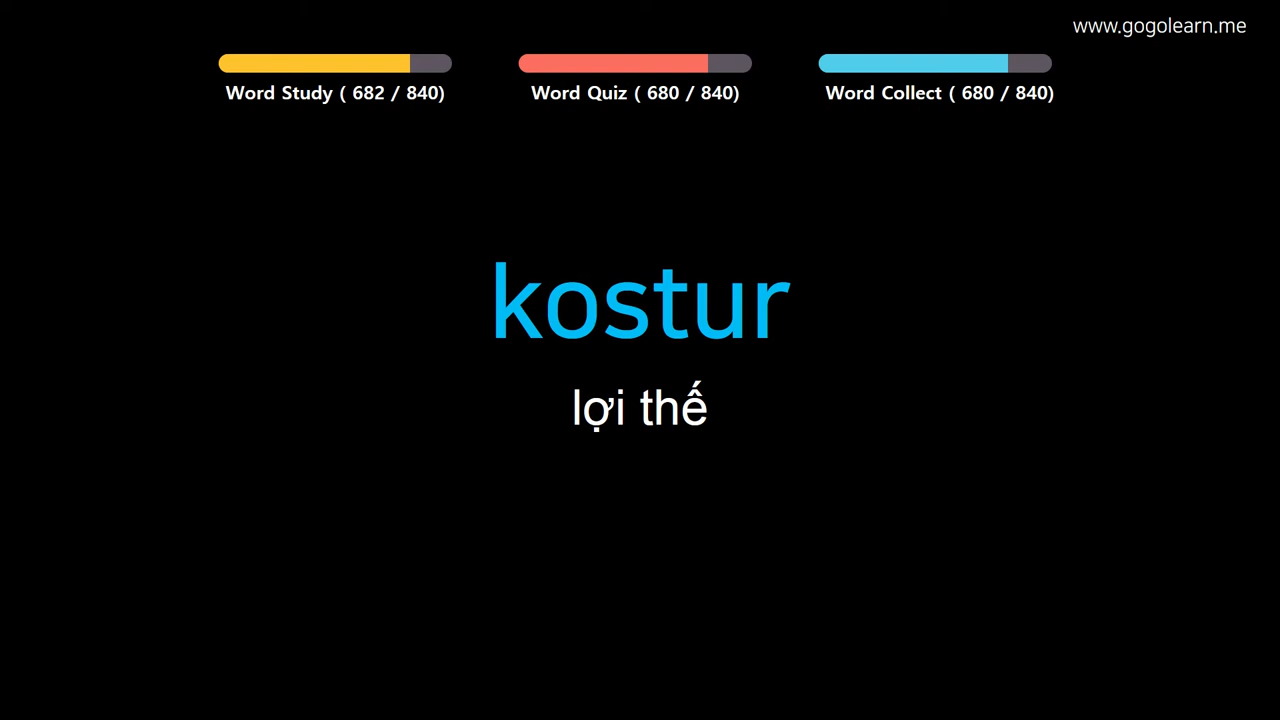 www.gogolearn.me
Word Study ( 682 / 840)
Word Quiz ( 680 / 840)
Word Collect ( 680 / 840)
kostur
lợi thế